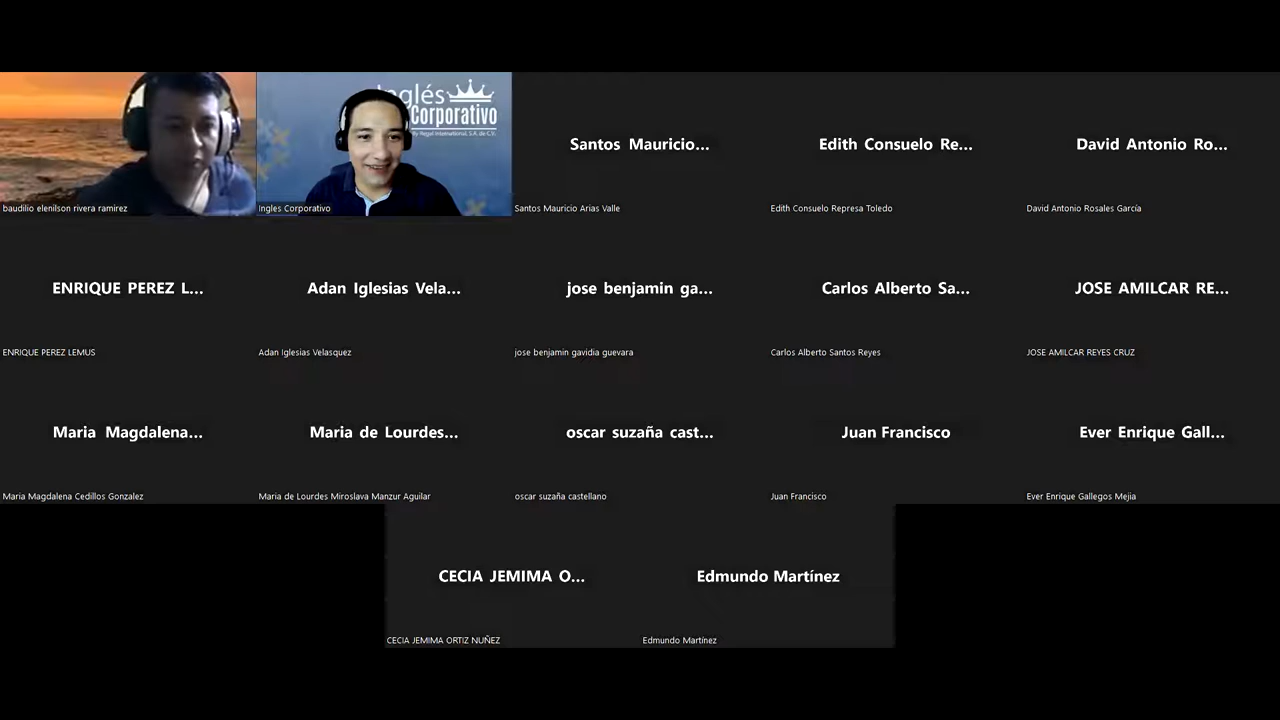 Inglés
Corporativo
By Regal International, S.A. de C.V.
Santos Mauricio...
Edith Consuelo Re...
David Antonio Ro...
baudilio elenilson rivera ramirez
Ingles Corporativo
Santos Mauricio Arias Valle
Edith Consuelo Represa Toledo
David Antonio Rosales García
ENRIQUE PEREZ L...
Adan Iglesias Vela...
jose benjamin ga...
Carlos Alberto Sa...
JOSE AMILCAR RE...
ENRIQUE PEREZ LEMUS
Adan Iglesias Velasquez
jose benjamin gavidia guevara
Carlos Alberto Santos Reyes
JOSE AMILCAR REYES CRUZ
Maria Magdalena...
Maria de Lourdes...
oscar suzaña cast...
Juan Francisco
Ever Enrique Gall...
Maria Magdalena Cedillos Gonzalez
Maria de Lourdes Miroslava Manzur Aguilar
oscar suzaña castellano
Juan Francisco
Ever Enrique Gallegos Mejia
CECIA JEMIMA O...
Edmundo Martínez
CECIA JEMIMA ORTIZ NUÑEZ
Edmundo Martínez